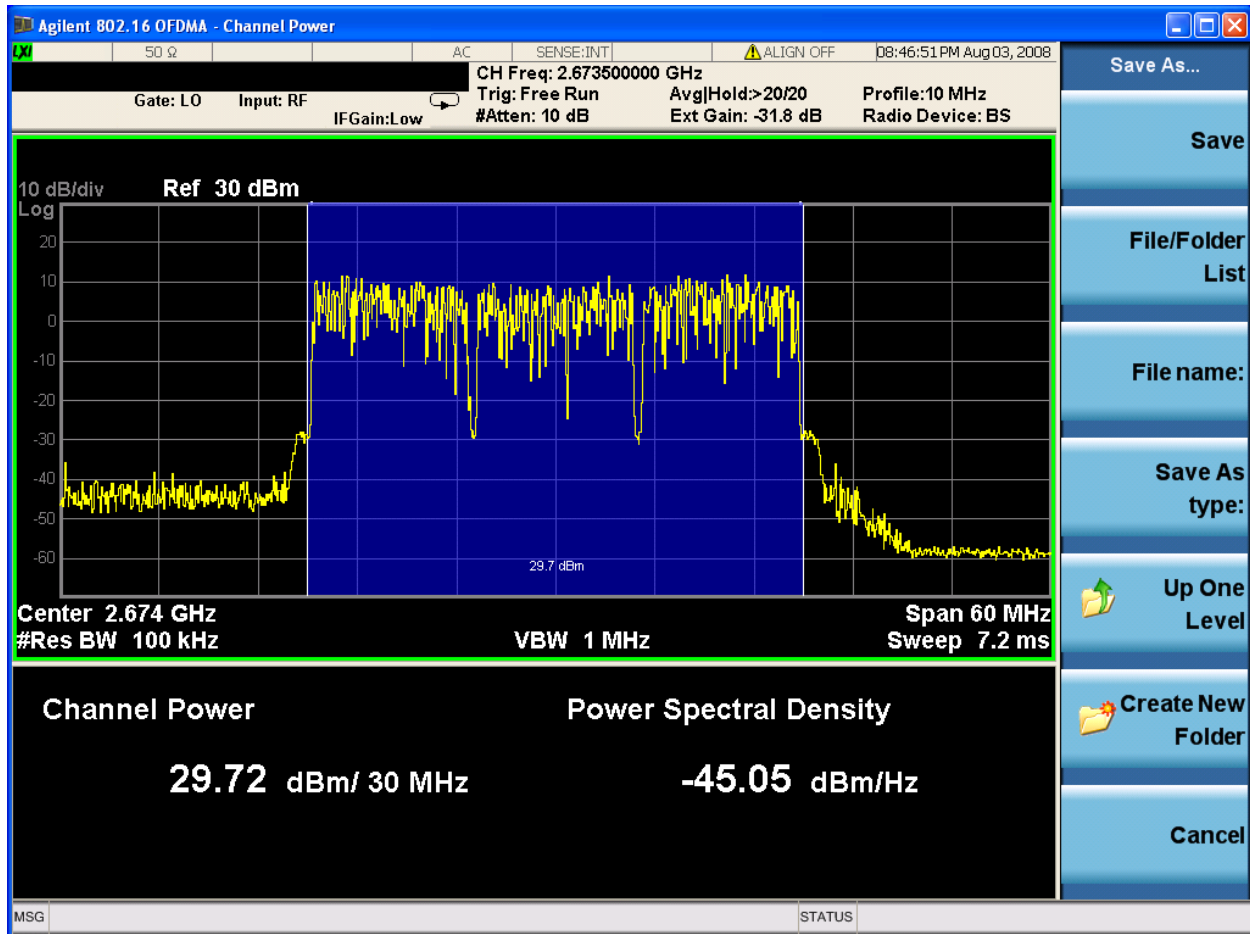 Agilent 802.16 OFDMA - Channel Power
LXI 50 Ω AC SENSE:INT ALIGN OFF 08:46:51 PM Aug 03, 2008
CH Freq: 2.673500000 GHz
Gate: LO Input: RF Trig: Free Run Avg|Hold:>20/20 Profile:10 MHz
IFGain:Low #Atten: 10 dB Ext Gain: -31.8 dB Radio Device: BS
10 dB/div Ref 30 dBm
Log
20
10
0
-10
-20
-30
-40
-50
-60
29.7 dBm
Center 2.674 GHz Span 60 MHz
#Res BW 100 kHz VBW 1 MHz Sweep 7.2 ms
Channel Power Power Spectral Density
29.72 dBm/ 30 MHz -45.05 dBm/Hz
MSG STATUS
Save As...
Save
File/Folder
List
File name:
Save As
type:
Up One
Level
Create New
Folder
Cancel